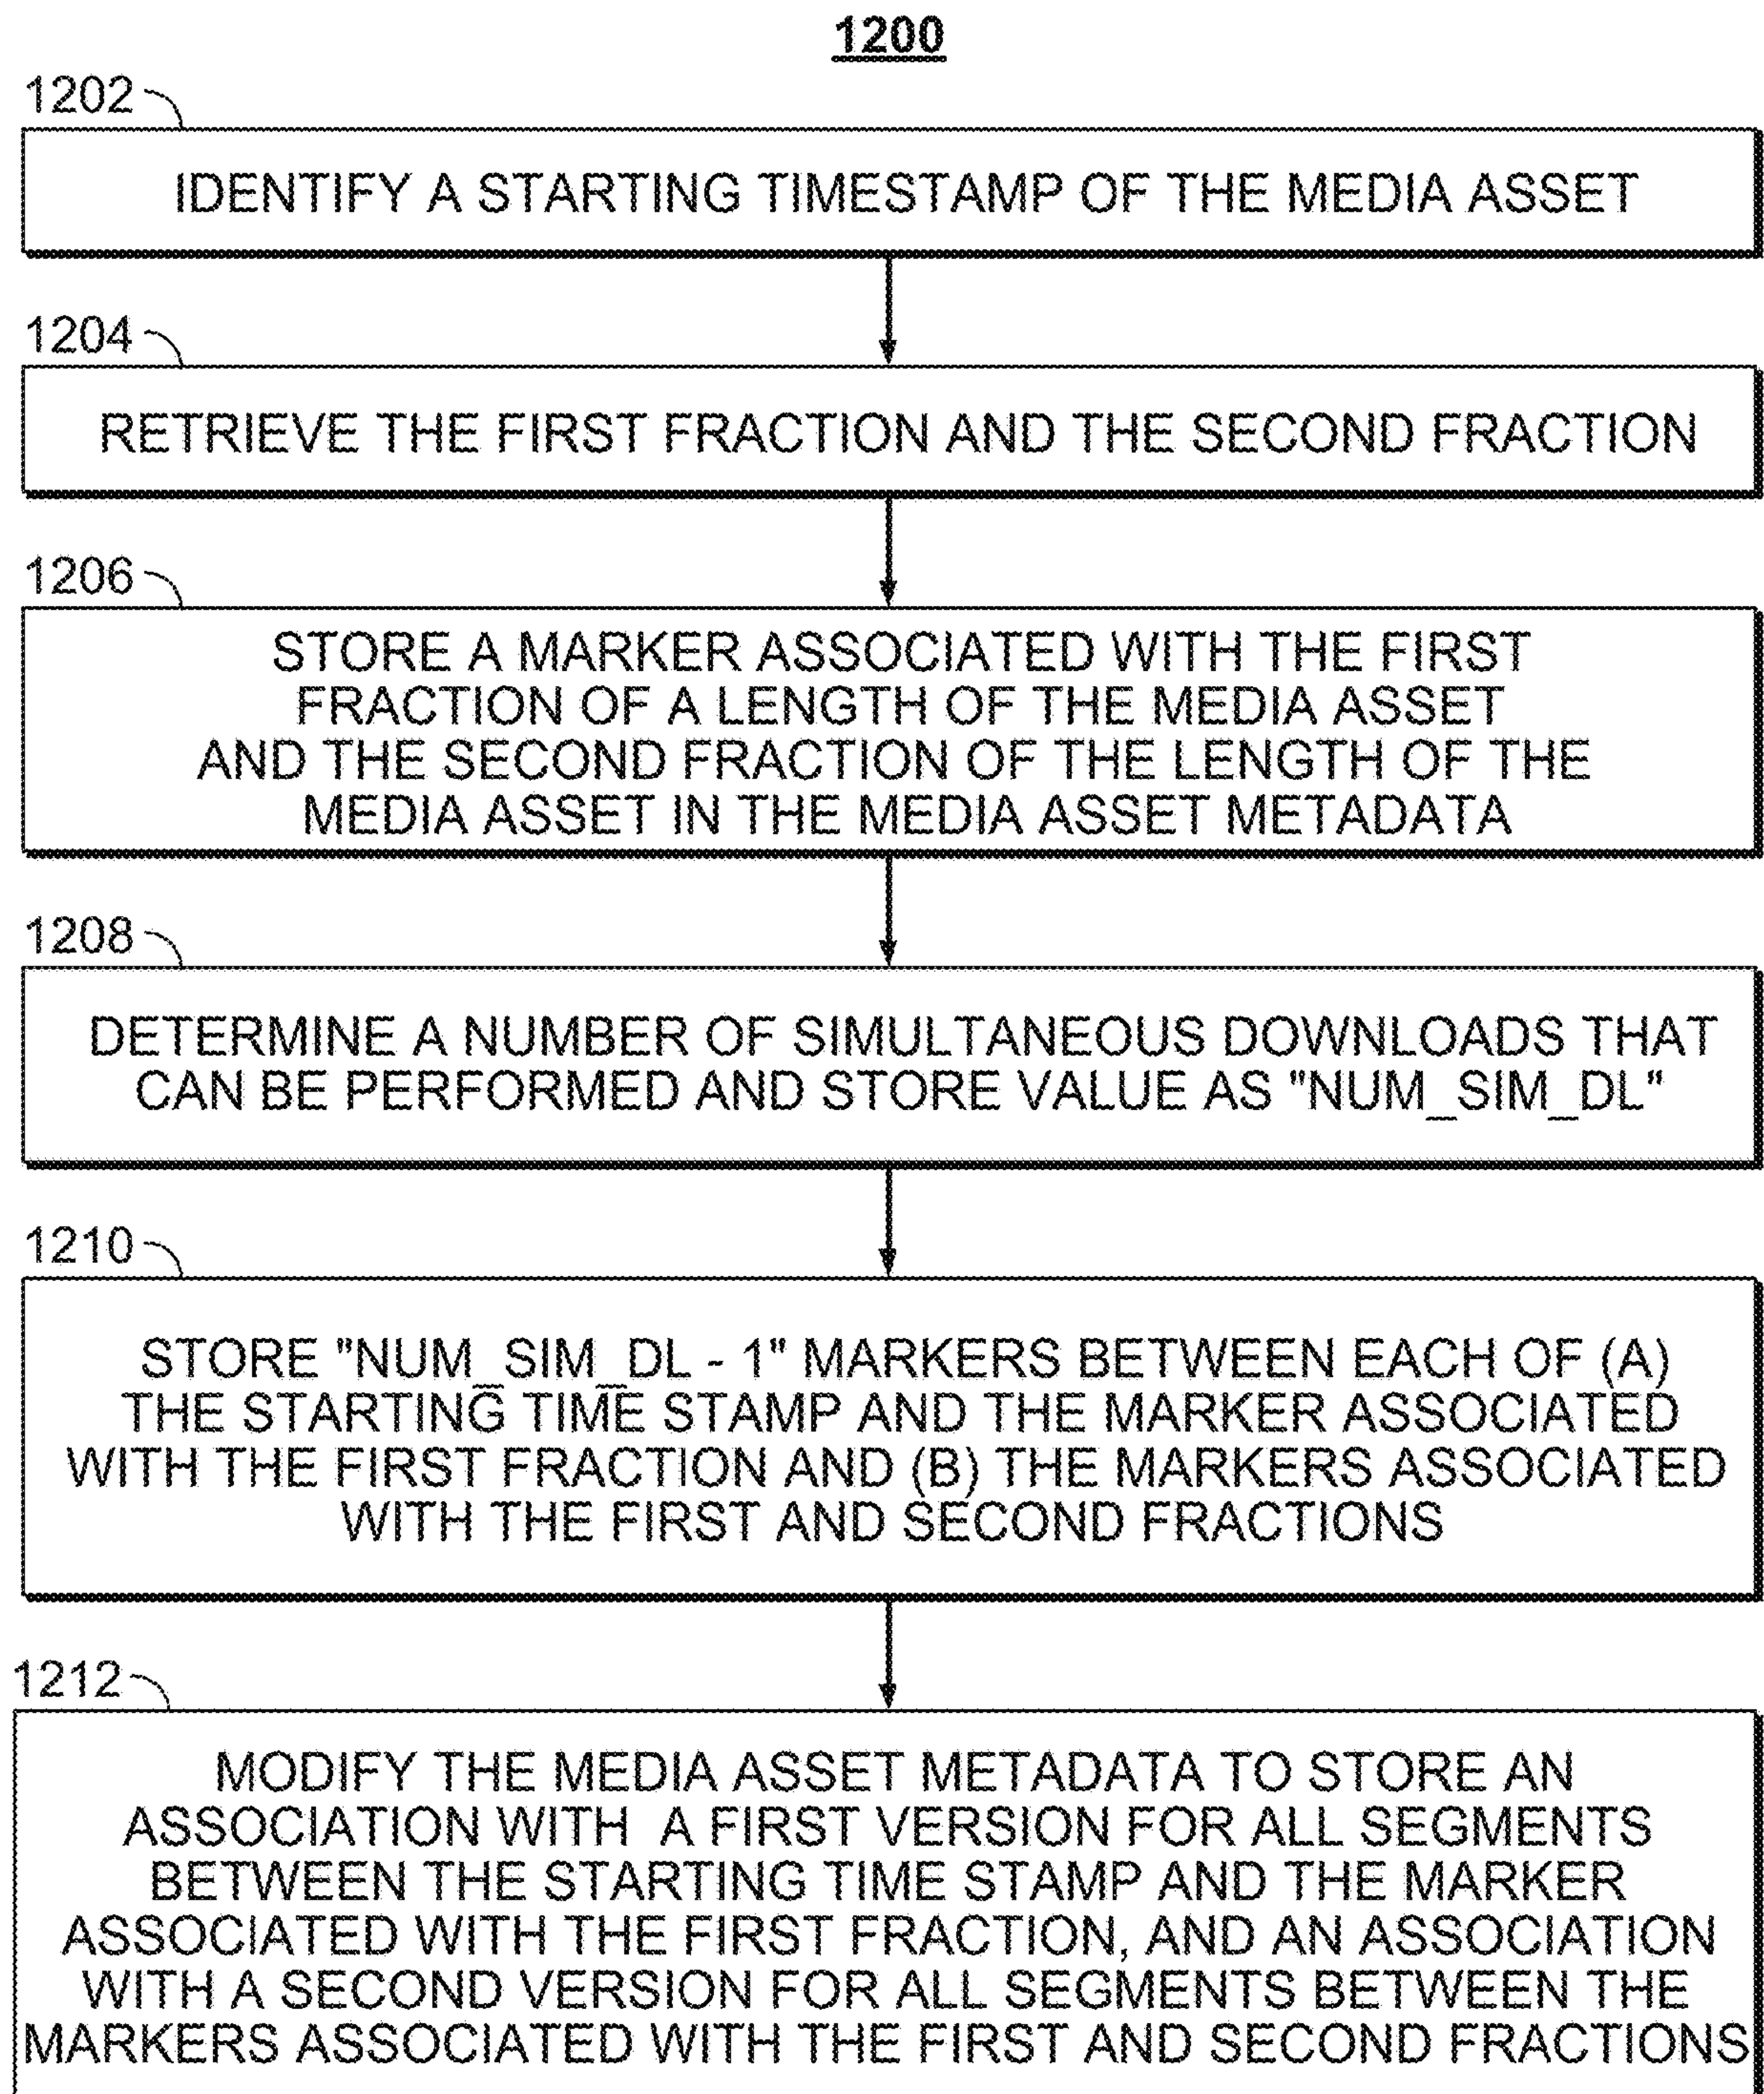 1200
1202
IDENTIFY A STARTING TIMESTAMP OF THE MEDIA ASSET
1204
RETRIEVE THE FIRST FRACTION AND THE SECOND FRACTION
1206
STORE A MARKER ASSOCIATED WITH THE FIRST
FRACTION OF A LENGTH OF THE MEDIA ASSET
AND THE SECOND FRACTION OF THE LENGTH OF THE
MEDIA ASSET IN THE MEDIA ASSET METADATA
1208
DETERMINE A NUMBER OF SIMULTANEOUS DOWNLOADS THAT
CAN BE PERFORMED AND STORE VALUE AS "NUM_SIM_DL"
1210
STORE "NUM_SIM_DL - 1" MARKERS BETWEEN EACH OF (A)
THE STARTING TIME STAMP AND THE MARKER ASSOCIATED
WITH THE FIRST FRACTION AND (B) THE MARKERS ASSOCIATED
WITH THE FIRST AND SECOND FRACTIONS
1212
MODIFY THE MEDIA ASSET METADATA TO STORE AN
ASSOCIATION WITH A FIRST VERSION FOR ALL SEGMENTS
BETWEEN THE STARTING TIME STAMP AND THE MARKER
ASSOCIATED WITH THE FIRST FRACTION, AND AN ASSOCIATION
WITH A SECOND VERSION FOR ALL SEGMENTS BETWEEN THE
MARKERS ASSOCIATED WITH THE FIRST AND SECOND FRACTIONS